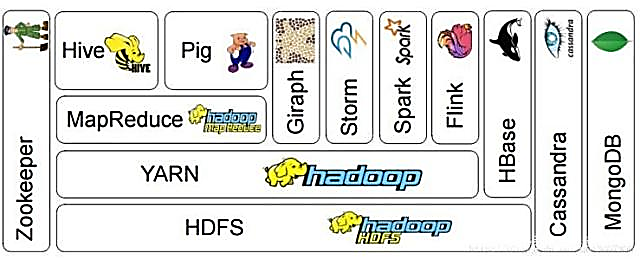 Zookeeper
Hive
HIVE
Pig
Giraph
Storm
Spark
Spark
Flink
HBase
cassandra
Cassandra
MongoDB
MapReduce
hadoop
Map Reduce
YARN
hadoop
HDFS
hadoop
HDFS